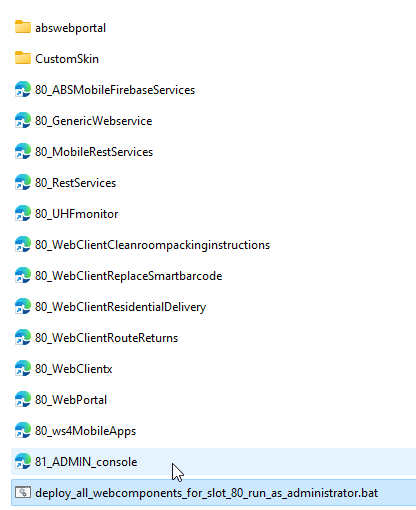 abswebportal
CustomSkin
80_ABSMobileFirebaseServices
80_GenericWebservice
80_MobileRestServices
80_RestServices
80_UHFmonitor
80_WebClientCleanroompackinginstructions
80_WebClientReplaceSmartbarcode
80_WebClientResidentialDelivery
80_WebClientRouteReturns
80_WebClientx
80_WebPortal
80_ws4MobileApps
81_ADMIN_console
deploy_all_webcomponents_for_slot_80_run_as_administrator.bat